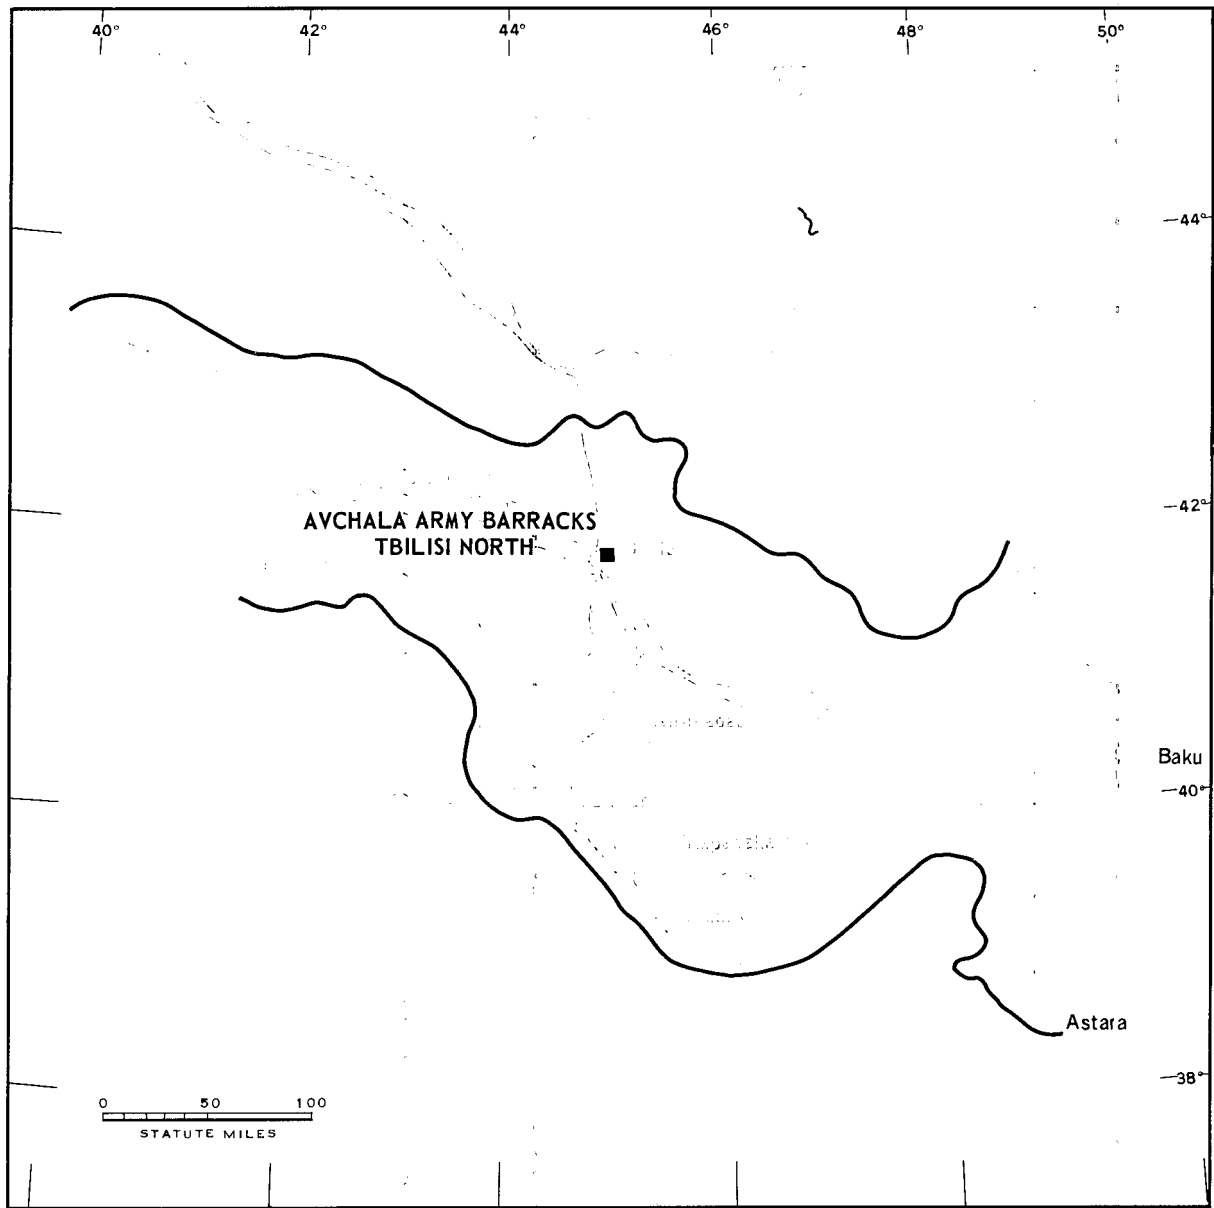 40° 42° 44° 46° 48° 50°
44°
42°
AVCHALA ARMY BARRACKS
TBILISI NORTH
Baku
40°
Astara
38°
0 50 100
STATUTE MILES